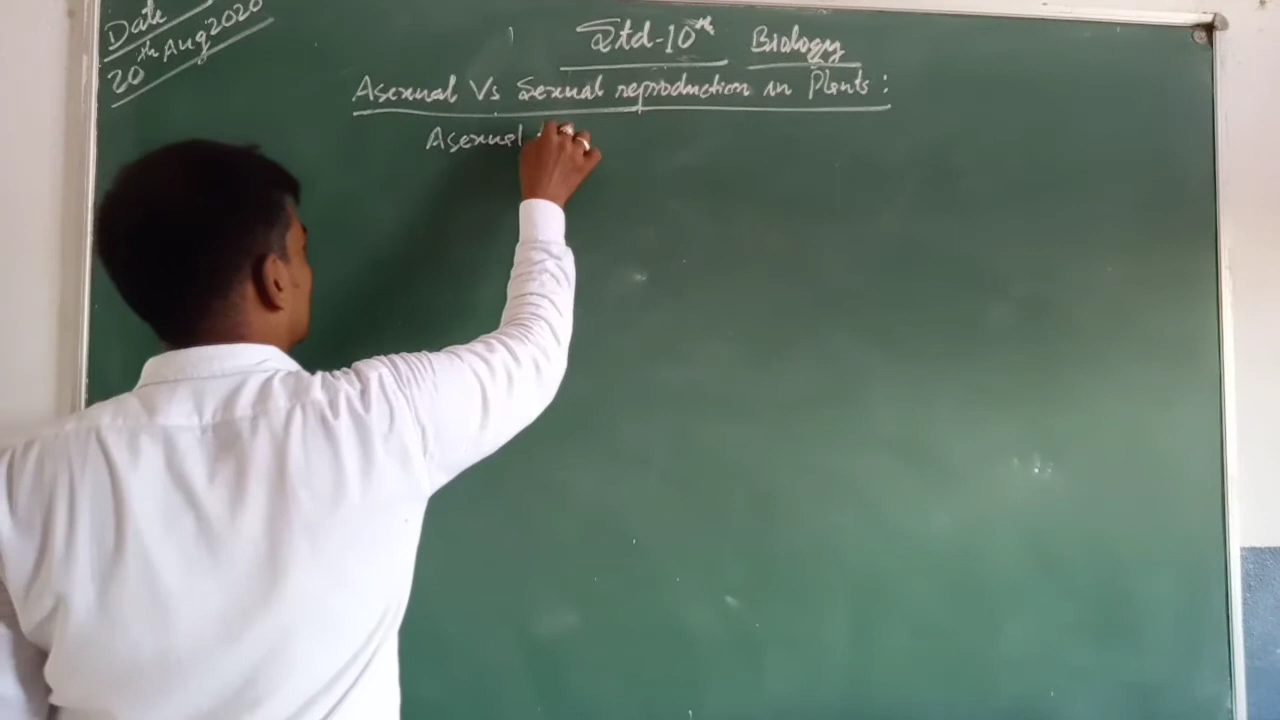 Date
20th Aug 2020
Std-10th Biology
Asexual Vs Sexual reproduction in Plants :
Asexual